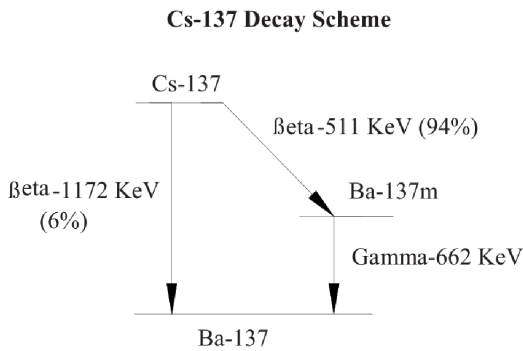 Cs-137 Decay Scheme
Cs-137
ßeta-511 KeV (94%)
ßeta-1172 KeV
(6%)
Ba-137m
Gamma-662 KeV
Ba-137